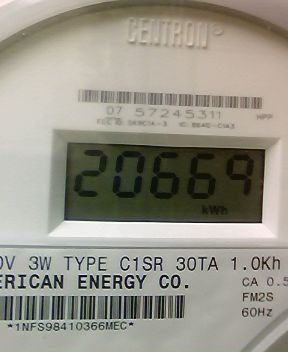 CENTRON®
07 57245311
HPP
20669
kWh
0V 3W TYPE C1SR 30TA 1.0Kh
ERICAN ENERGY CO.
CA 0.5
FM2S
60Hz
*1NFS98410366MEC*